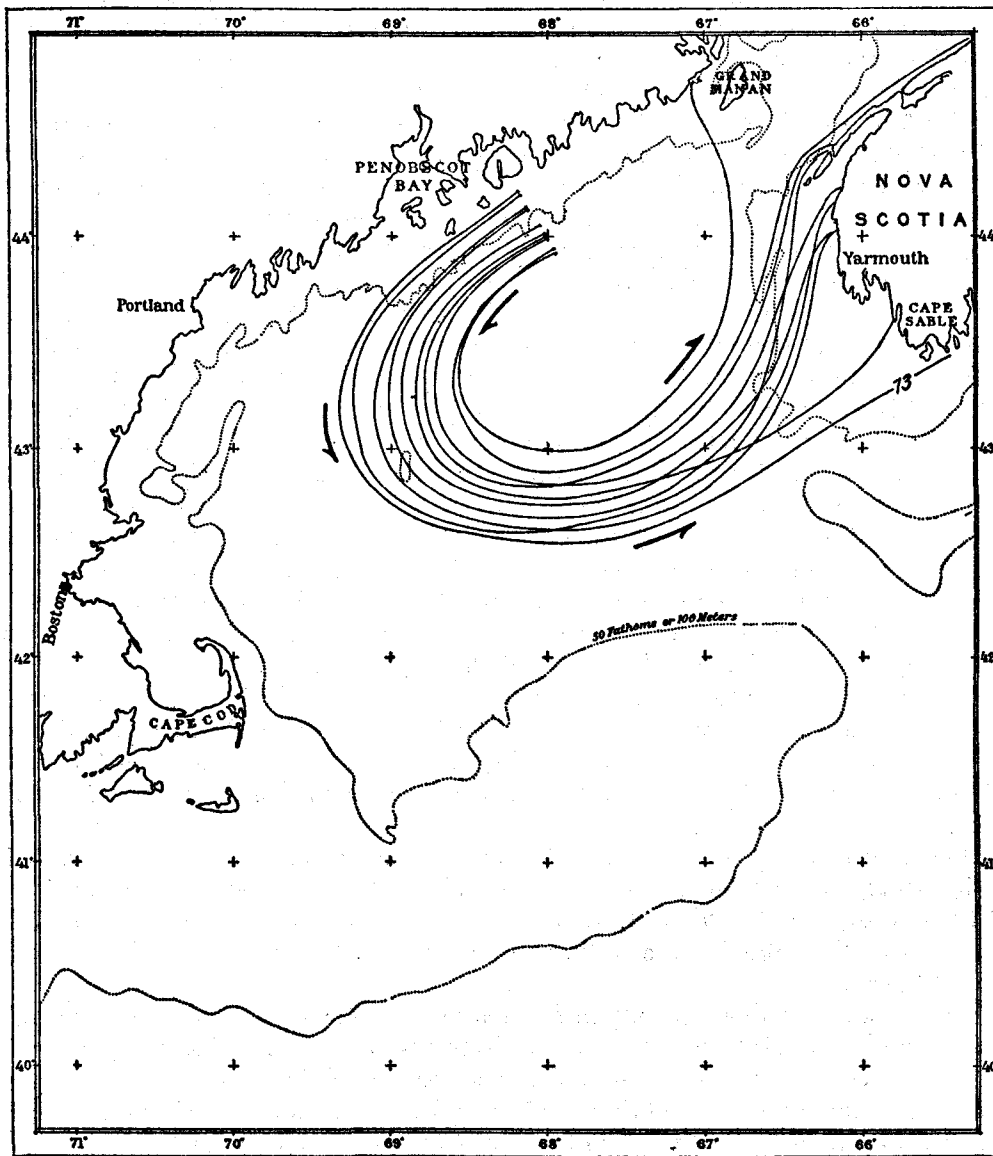 71° 70° 69° 68° 67° 66°
GRAND
MANAN
PENOBSCOT
BAY
NOVA
SCOTIA
44° 44°
Yarmouth
Portland
CAPE
SABLE
73
43° 43°
Boston
50 Fathoms or 100 Meters
42° 42°
CAPE COD
41° 41°
40° 40°
71° 70° 69° 68° 67° 66°